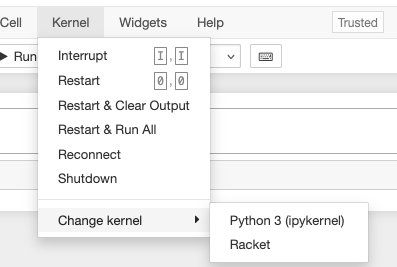 Cell Kernel Widgets Help Trusted
Run
Interrupt I,I
Restart 0,0
Restart & Clear Output
Restart & Run All
Reconnect
Shutdown
Change kernel
Python 3 (ipykernel)
Racket